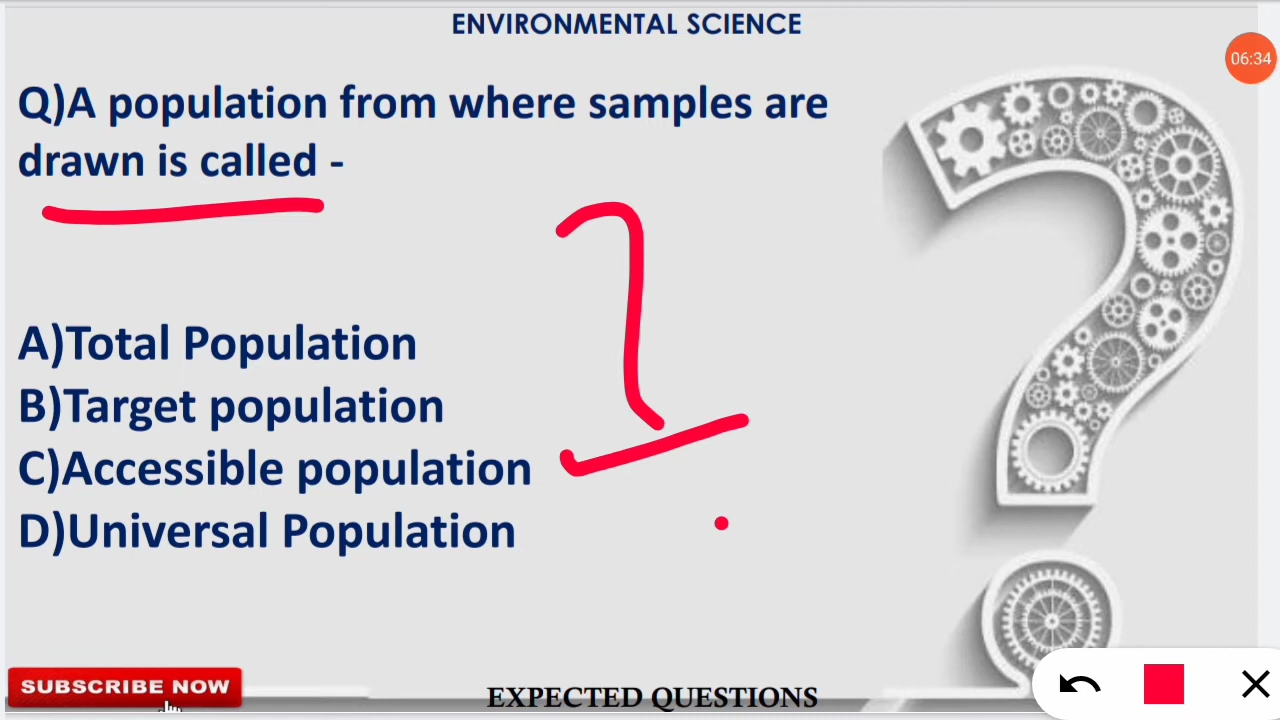 ENVIRONMENTAL SCIENCE
06:34
Q)A population from where samples are
drawn is called -
A)Total Population
B)Target population
C)Accessible population
D)Universal Population
SUBSCRIBE NOW
EXPECTED QUESTIONS